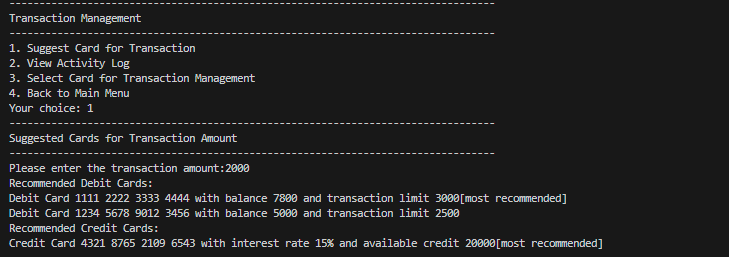 --------------------------------------------------------------------------------
Transaction Management
--------------------------------------------------------------------------------
1. Suggest Card for Transaction
2. View Activity Log
3. Select Card for Transaction Management
4. Back to Main Menu
Your choice: 1
--------------------------------------------------------------------------------
Suggested Cards for Transaction Amount
--------------------------------------------------------------------------------
Please enter the transaction amount:2000
Recommended Debit Cards:
Debit Card 1111 2222 3333 4444 with balance 7800 and transaction limit 3000[most recommended]
Debit Card 1234 5678 9012 3456 with balance 5000 and transaction limit 2500
Recommended Credit Cards:
Credit Card 4321 8765 2109 6543 with interest rate 15% and available credit 20000[most recommended]